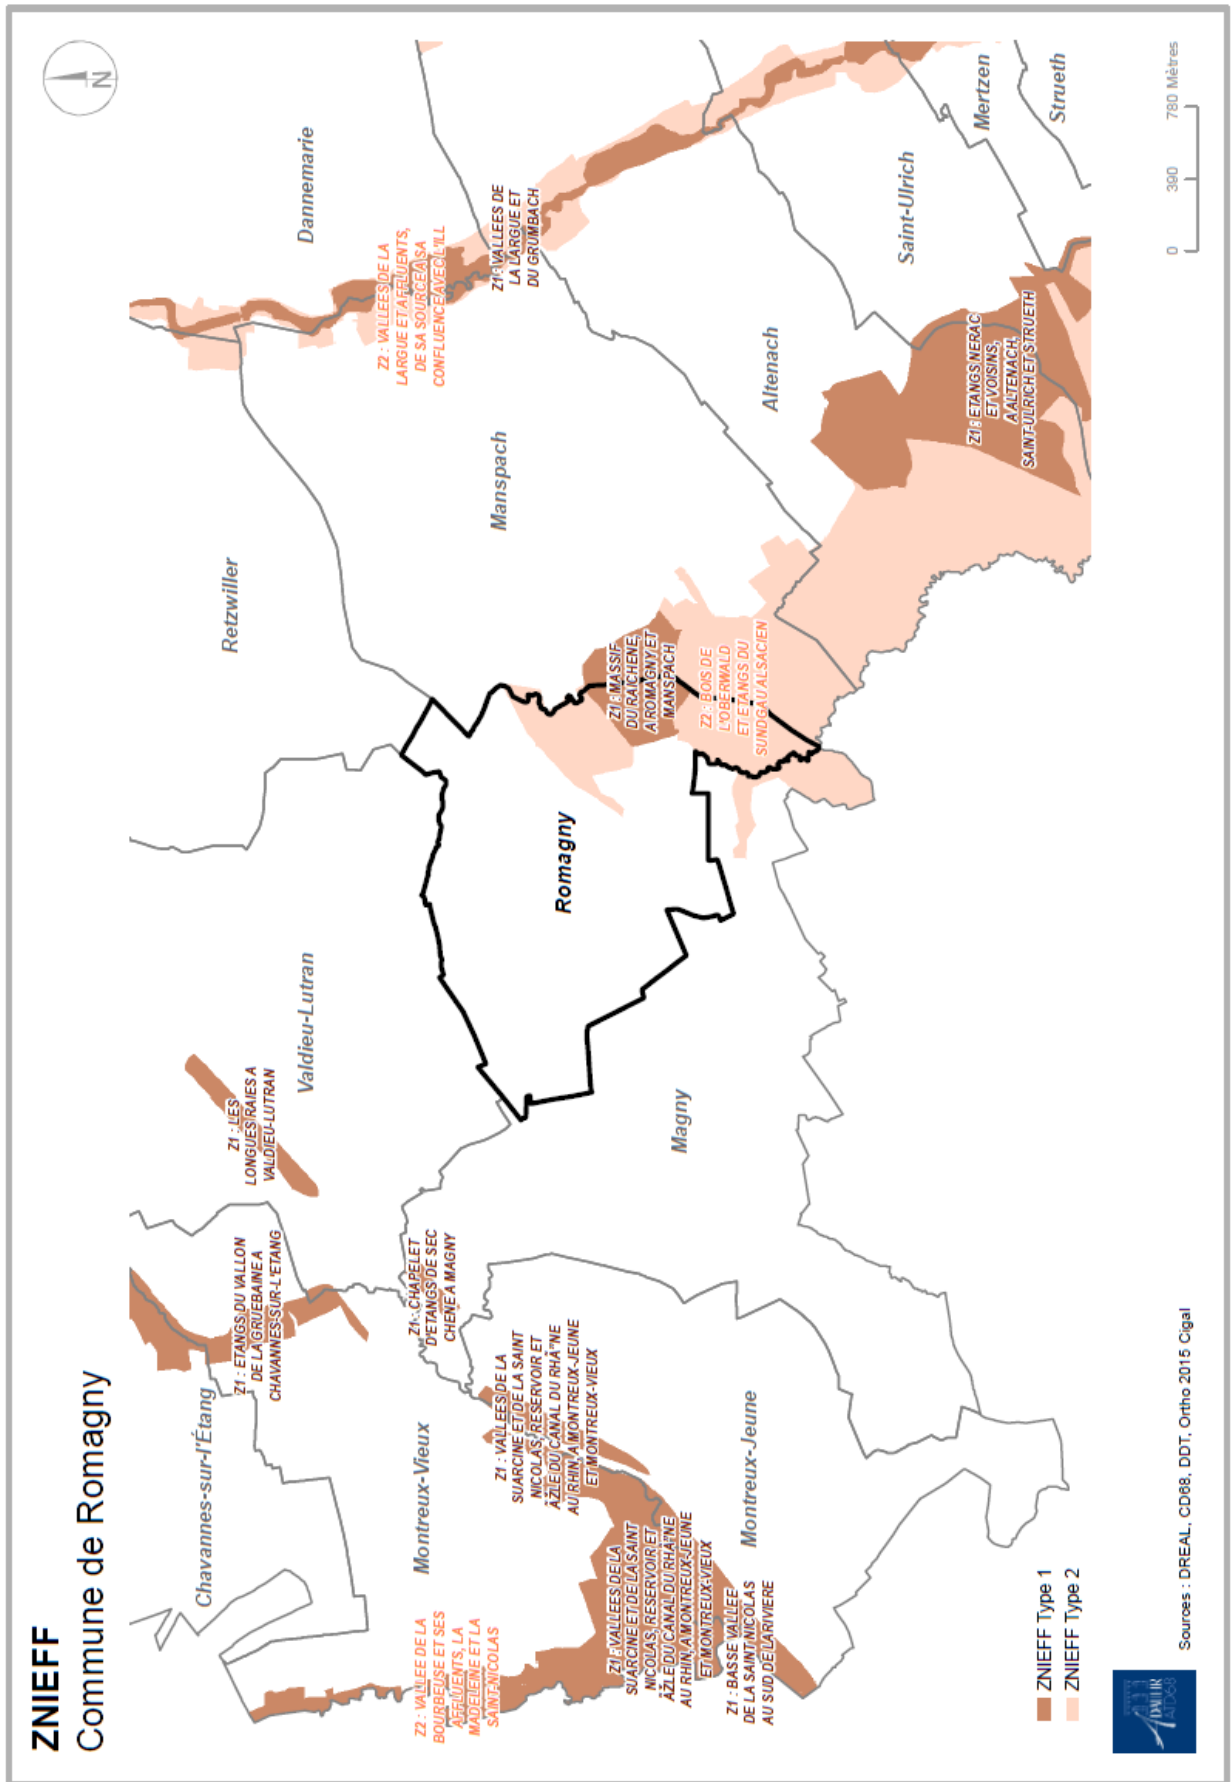 ZNIEFF
Commune de Romagny
N
Chavannes-sur-l'Étang
Z1 : ETANGS DU VALLON
DE LA GRUEBAINE A
CHAVANNES-SUR-L'ETANG
Z1 : LES
LONGUES RAIES A
VALDIEU-LUTRAN
Valdieu-Lutran
Retzwiller
Dannemarie
Z2 : VALLEES DE LA
LARGUE ET AFFLUENTS,
DE SA SOURCE A SA
CONFLUENCE AVEC L'ILL
Z2 : VALLEE DE LA
BOURBEUSE ET SES
AFFLUENTS, LA
MADELEINE ET LA
SAINT-NICOLAS
Montreux-Vieux
Z1 : CHAPELET
D'ETANGS DE SEC
CHENE A MAGNY
Manspach
Z1 : VALLEES DE
LA LARGUE ET
DU GRUMBACH
Z1 : VALLEES DE LA
SUARCINE ET DE LA SAINT
NICOLAS, RESERVOIR ET
ÃŽLE DU CANAL DU RHÃ"NE
AU RHIN, A MONTREUX-JEUNE
ET MONTREUX-VIEUX
Romagny
Z1 : MASSIF
DU RAICHENE,
A ROMAGNY ET
MANSPACH
Z1 : VALLEES DE LA
SUARCINE ET DE LA SAINT
NICOLAS, RESERVOIR ET
ÃŽLE DU CANAL DU RHÃ"NE
AU RHIN, A MONTREUX-JEUNE
ET MONTREUX-VIEUX
Magny
Z2 : BOIS DE
L'OBERWALD
ET ETANGS DU
SUNDGAU ALSACIEN
Z1 : BASSE VALLEE
DE LA SAINT NICOLAS
AU SUD DE LARIVIERE
Montreux-Jeune
Altenach
Saint-Ulrich
Mertzen
Strueth
Z1 : ETANGS NERAC
ET VOISINS,
A ALTENACH,
SAINT-ULRICH ET STRUETH
ZNIEFF Type 1
ZNIEFF Type 2
ADAUHR
ATD68
Sources : DREAL, CD68, DDT, Ortho 2015 Cigal
0 390 780 Mètres